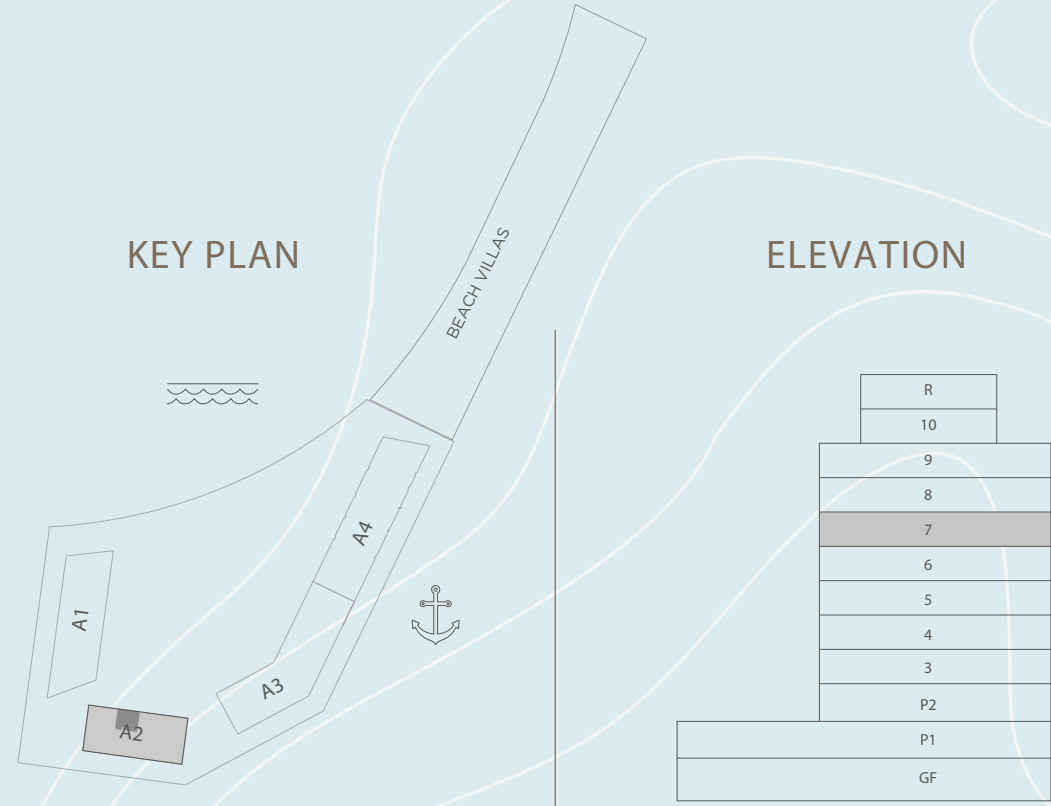 KEY PLAN
BEACH VILLAS
A4
A1
A3
A2
ELEVATION
R
10
9
8
7
6
5
4
3
P2
P1
GF